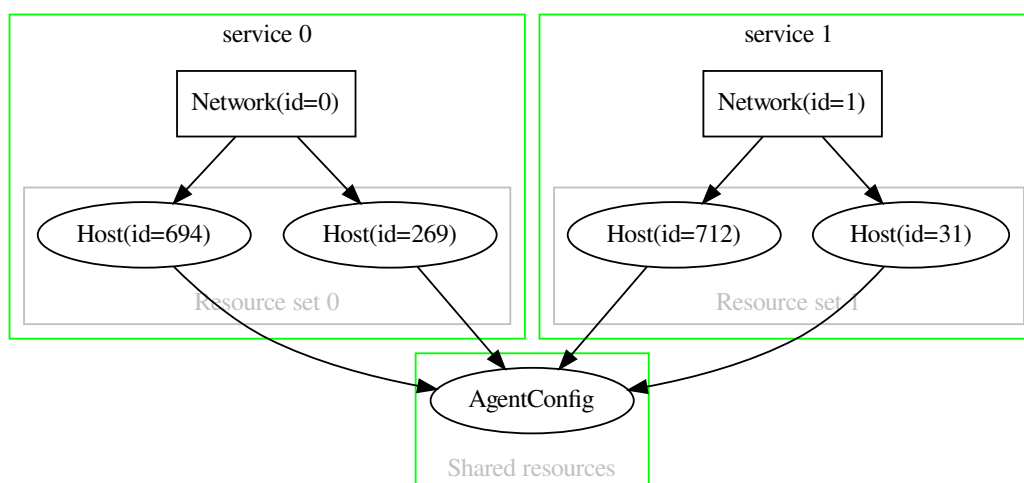 service 0
service 1
Network(id=0)
Network(id=1)
Host(id=694)
Host(id=269)
Host(id=712)
Host(id=31)
Resource set 0
Resource set 1
AgentConfig
Shared resources